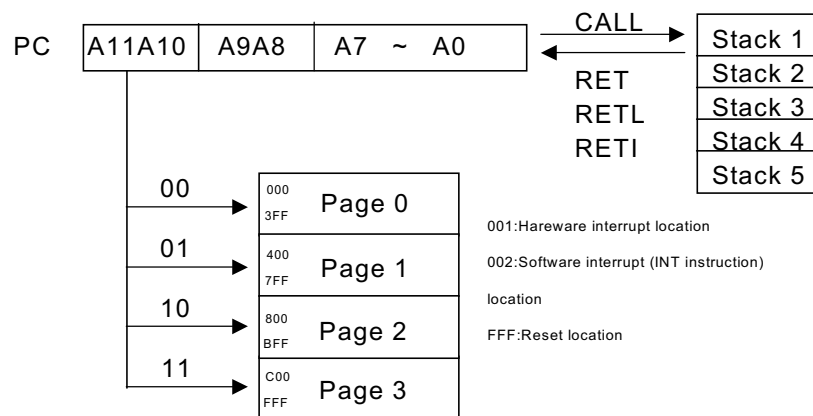 PC
A11A10 A9A8 A7 ~ A0
CALL
RET
RETL
RETI
Stack 1
Stack 2
Stack 3
Stack 4
Stack 5
00
000
3FF
Page 0
01
400
7FF
Page 1
10
800
BFF
Page 2
11
C00
FFF
Page 3
001:Hareware interrupt location
002:Software interrupt (INT instruction)
location
FFF:Reset location